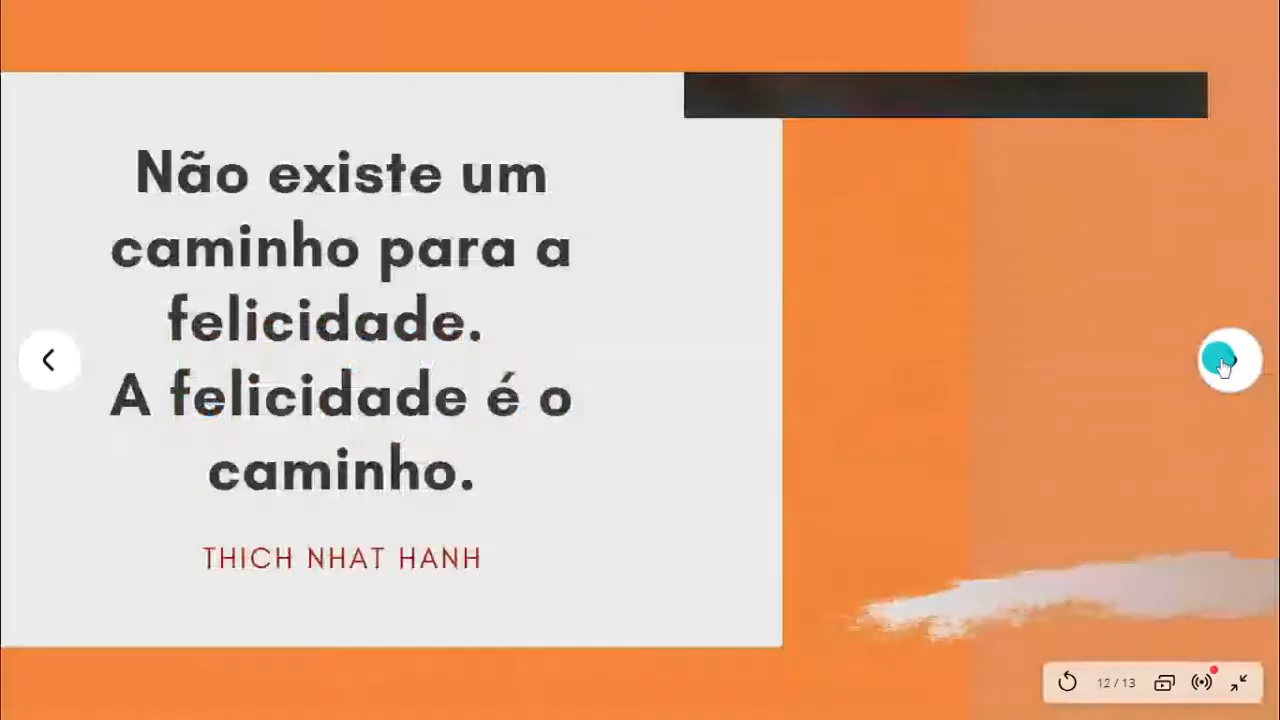 Não existe um
caminho para a
felicidade.
A felicidade é o
caminho.
THICH NHAT HANH
12 / 13